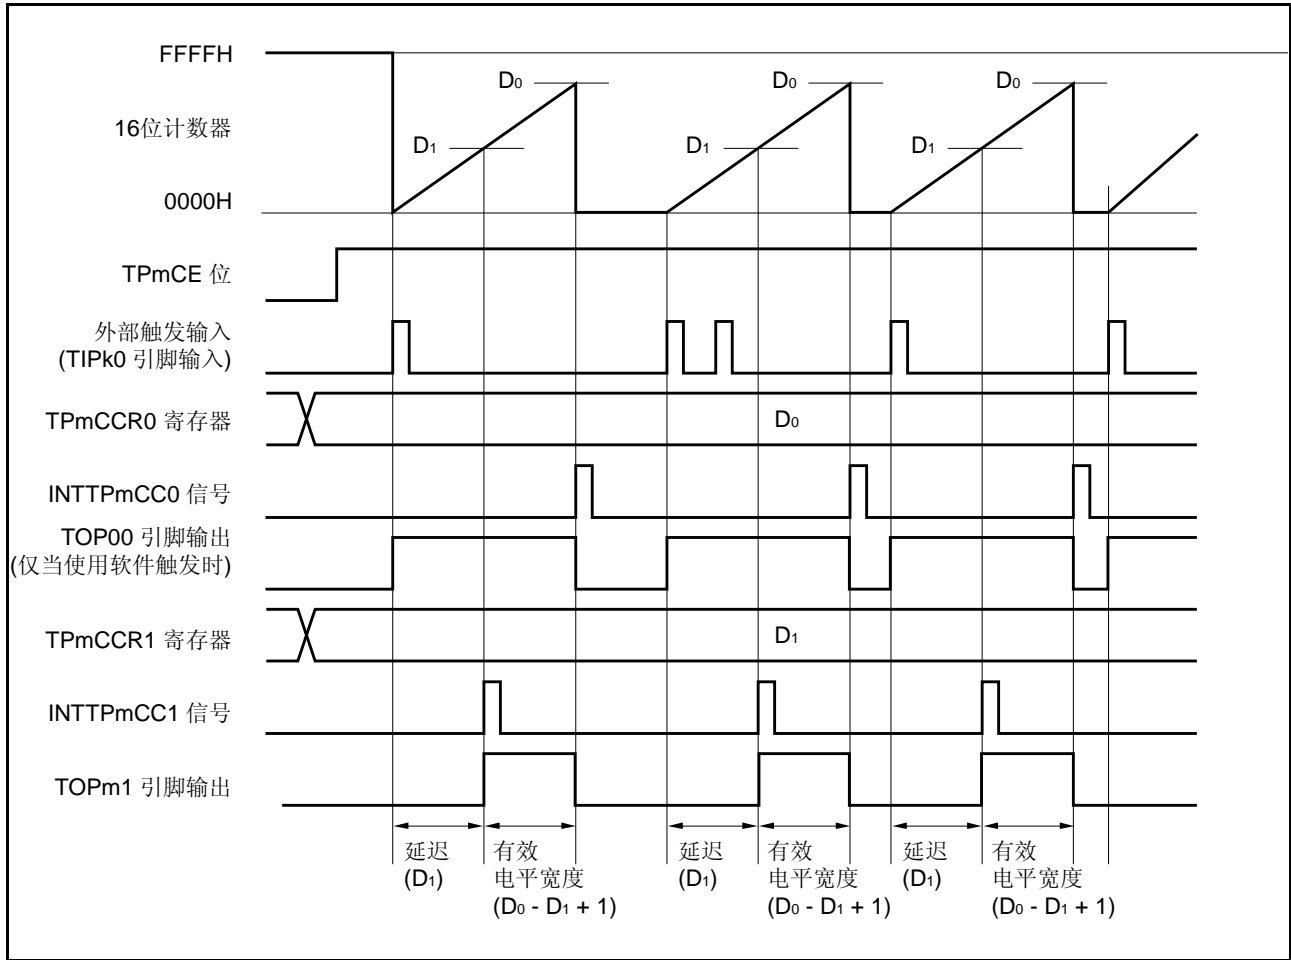 FFFFH
D₀ D₀ D₀
16位计数器
D₁ D₁ D₁
0000H
TPmCE 位
外部触发输入
(TIPk0 引脚输入)
TPmCCR0 寄存器
D₀
INTTPmCC0 信号
TOP00 引脚输出
(仅当使用软件触发时)
TPmCCR1 寄存器
D₁
INTTPmCC1 信号
TOPm1 引脚输出
延迟
(D₁)
有效
电平宽度
(D₀ - D₁ + 1)
延迟
(D₁)
有效
电平宽度
(D₀ - D₁ + 1)
延迟
(D₁)
有效
电平宽度
(D₀ - D₁ + 1)